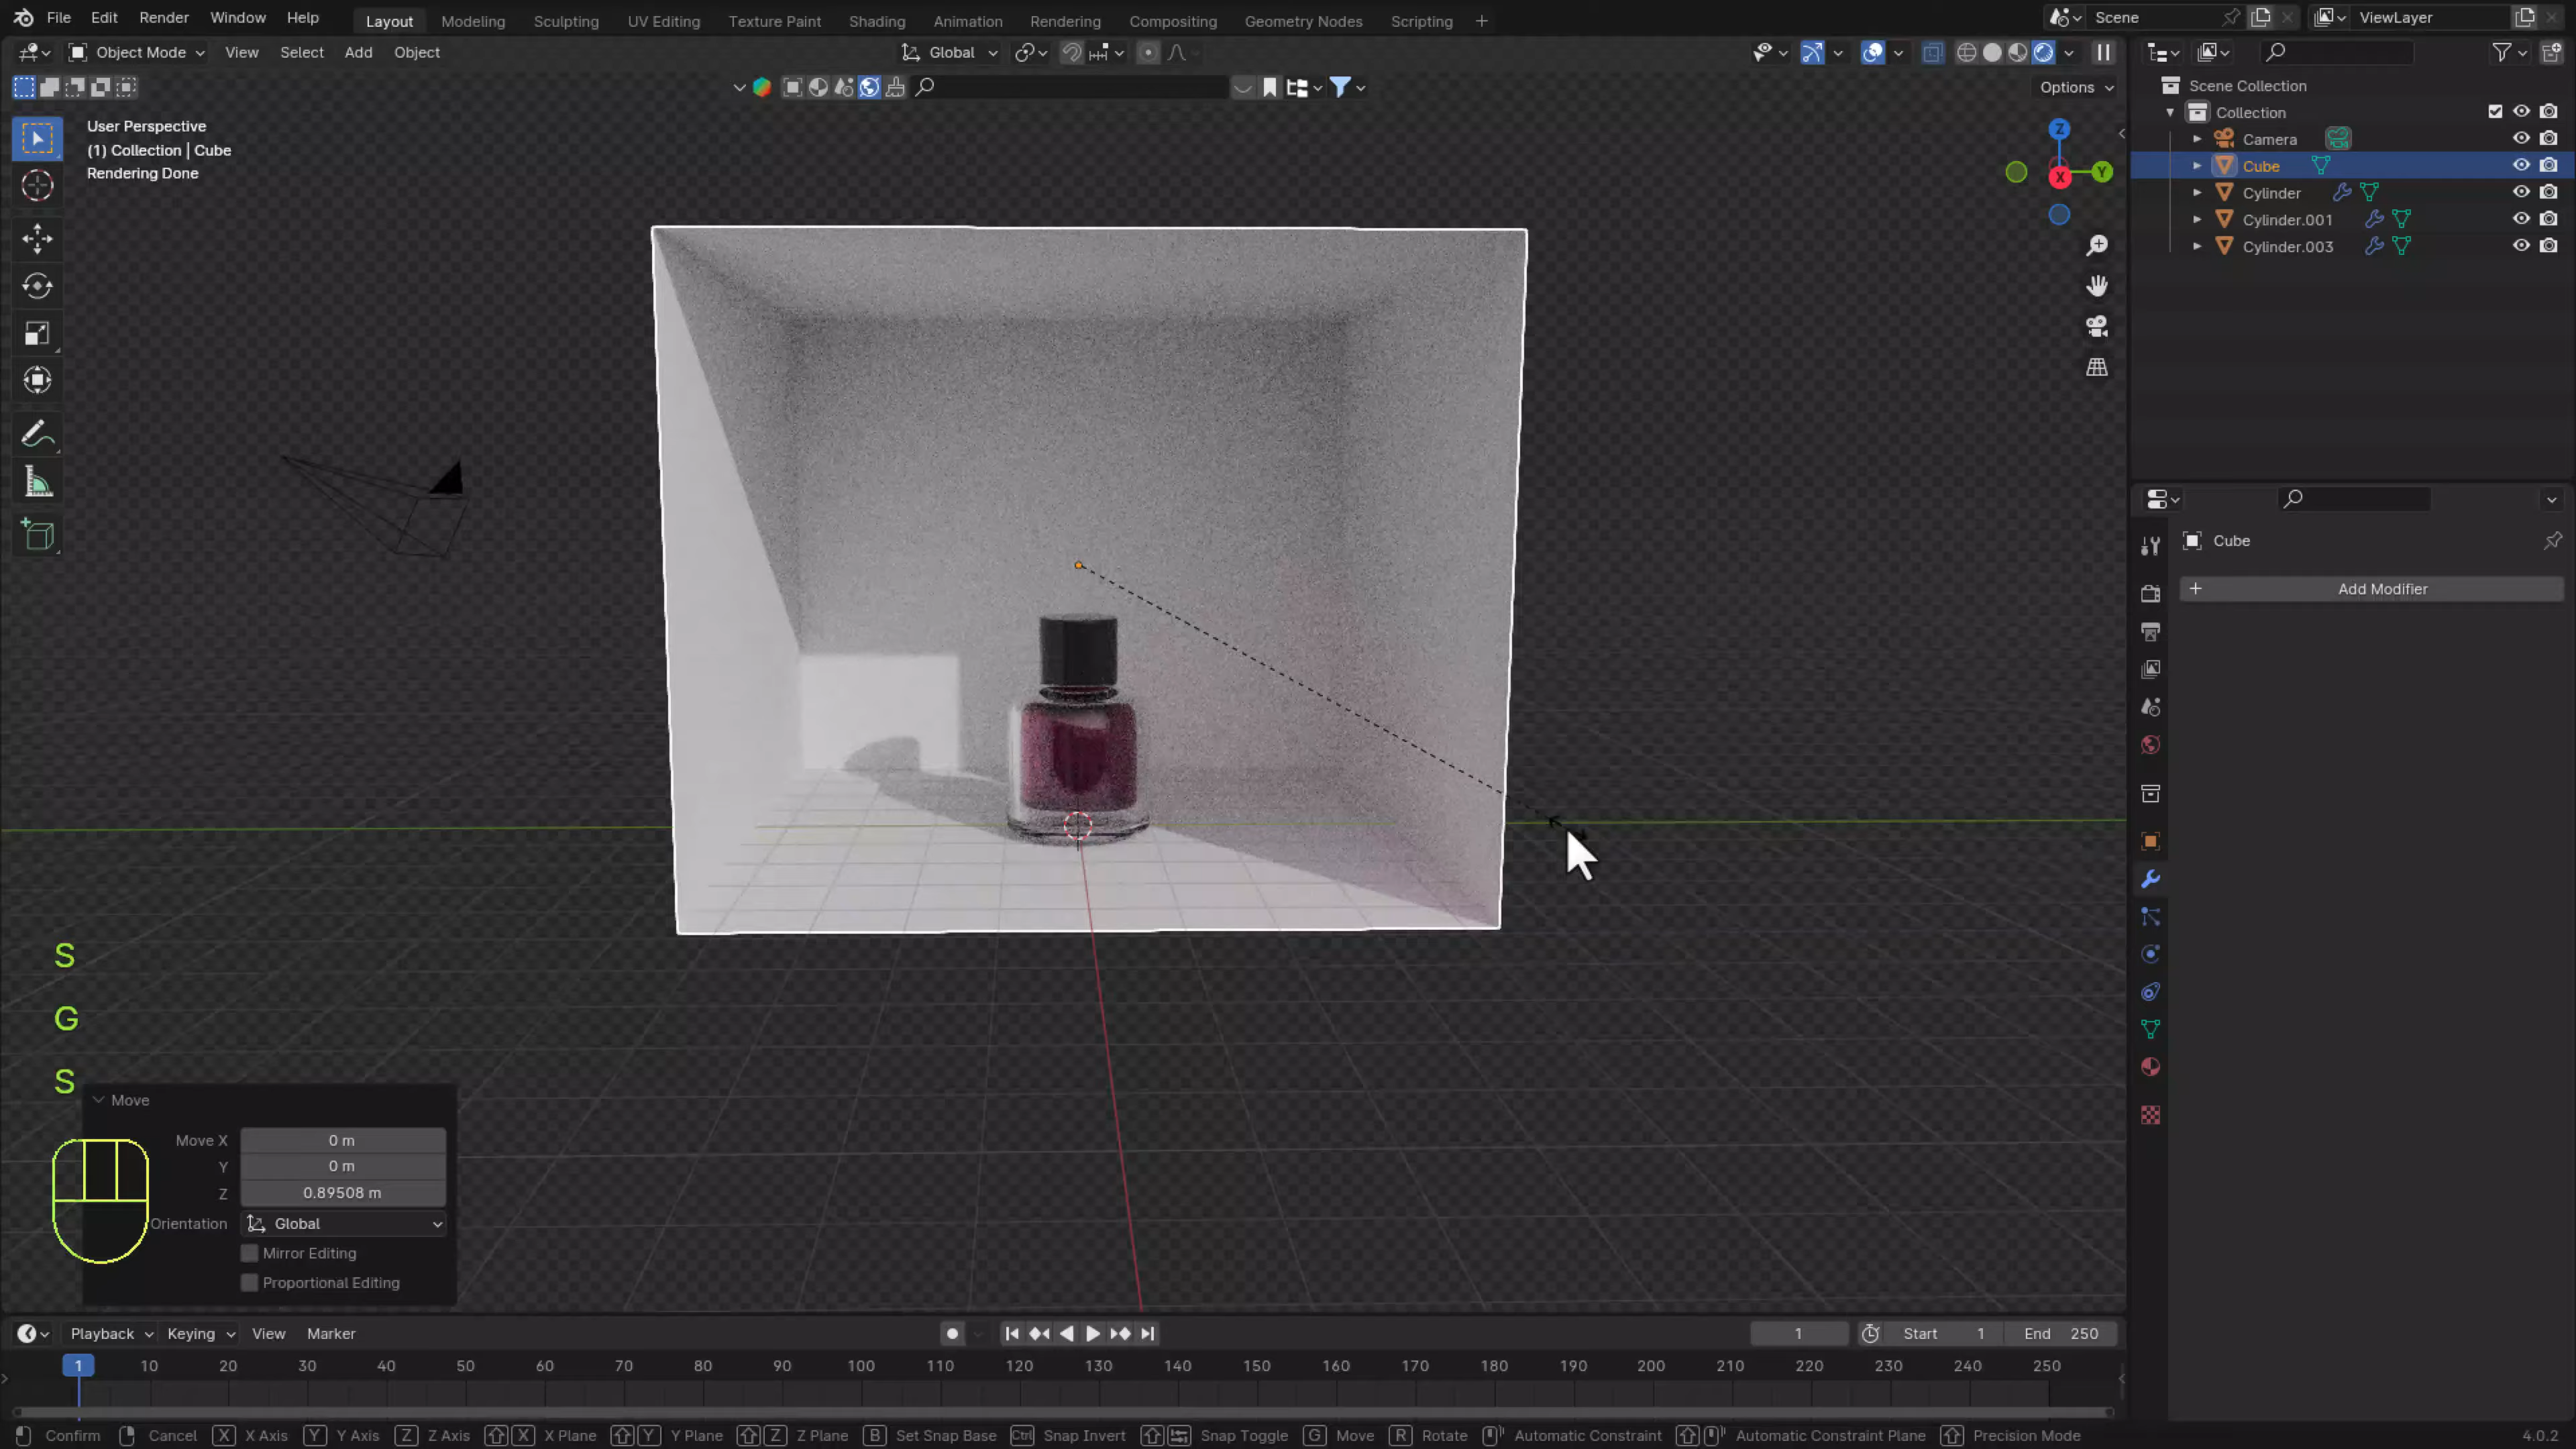 File Edit Render Window Help Layout Modeling Sculpting UV Editing Texture Paint Shading Animation Rendering Compositing Geometry Nodes Scripting + Scene ViewLayer
Object Mode View Select Add Object Global
Options
User Perspective
(1) Collection | Cube
Rendering Done
Z
Y
X
Scene Collection
Collection
Camera
Cube
Cylinder
Cylinder.001
Cylinder.003
Cube
+ Add Modifier
S
G
S
Move
Move X 0 m
Y 0 m
Z 0.89508 m
Orientation Global
Mirror Editing
Proportional Editing
Playback Keying View Marker 1 Start 1 End 250
1 10 20 30 40 50 60 70 80 90 100 110 120 130 140 150 160 170 180 190 200 210 220 230 240 250
Confirm Cancel X X Axis Y Y Axis Z Z Axis X X Plane Y Y Plane Z Z Plane B Set Snap Base Ctrl Snap Invert Snap Toggle G Move R Rotate Automatic Constraint Automatic Constraint Plane Precision Mode 4.0.2